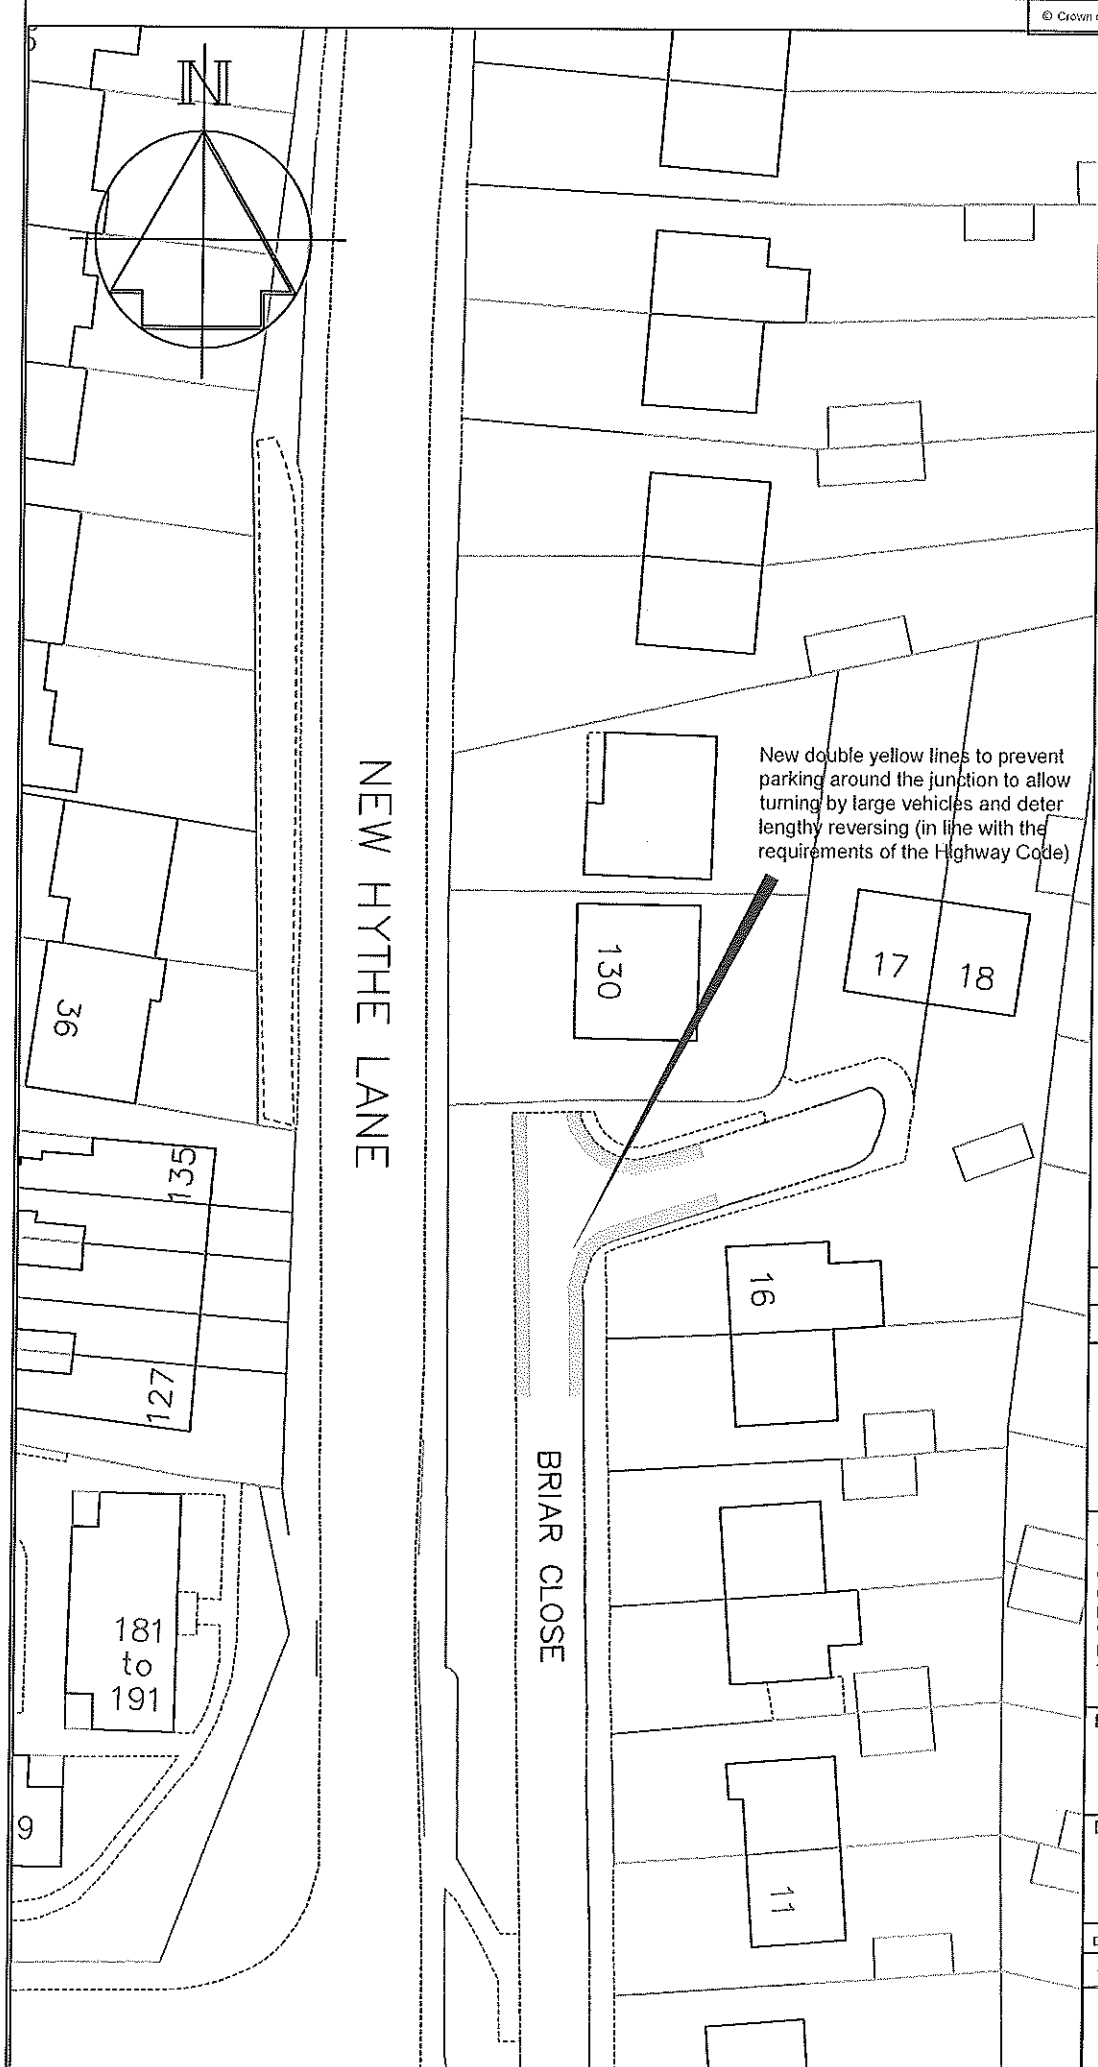 © Crown
N
NEW HYTHE LANE
New double yellow lines to prevent
parking around the junction to allow
turning by large vehicles and deter
lengthy reversing (in line with the
requirements of the Highway Code)
130
17
18
36
135
16
127
BRIAR CLOSE
181
to
191
9
11